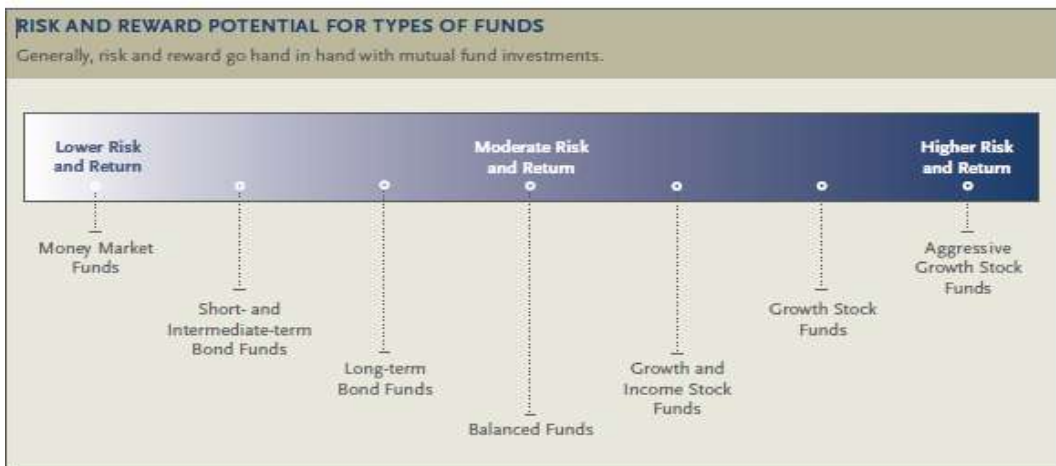 RISK AND REWARD POTENTIAL FOR TYPES OF FUNDS
Generally, risk and reward go hand in hand with mutual fund investments.
Lower Risk
and Return
Moderate Risk
and Return
Higher Risk
and Return
Money Market
Funds
Short- and
Intermediate-term
Bond Funds
Long-term
Bond Funds
Balanced Funds
Growth and
Income Stock
Funds
Growth Stock
Funds
Aggressive
Growth Stock
Funds